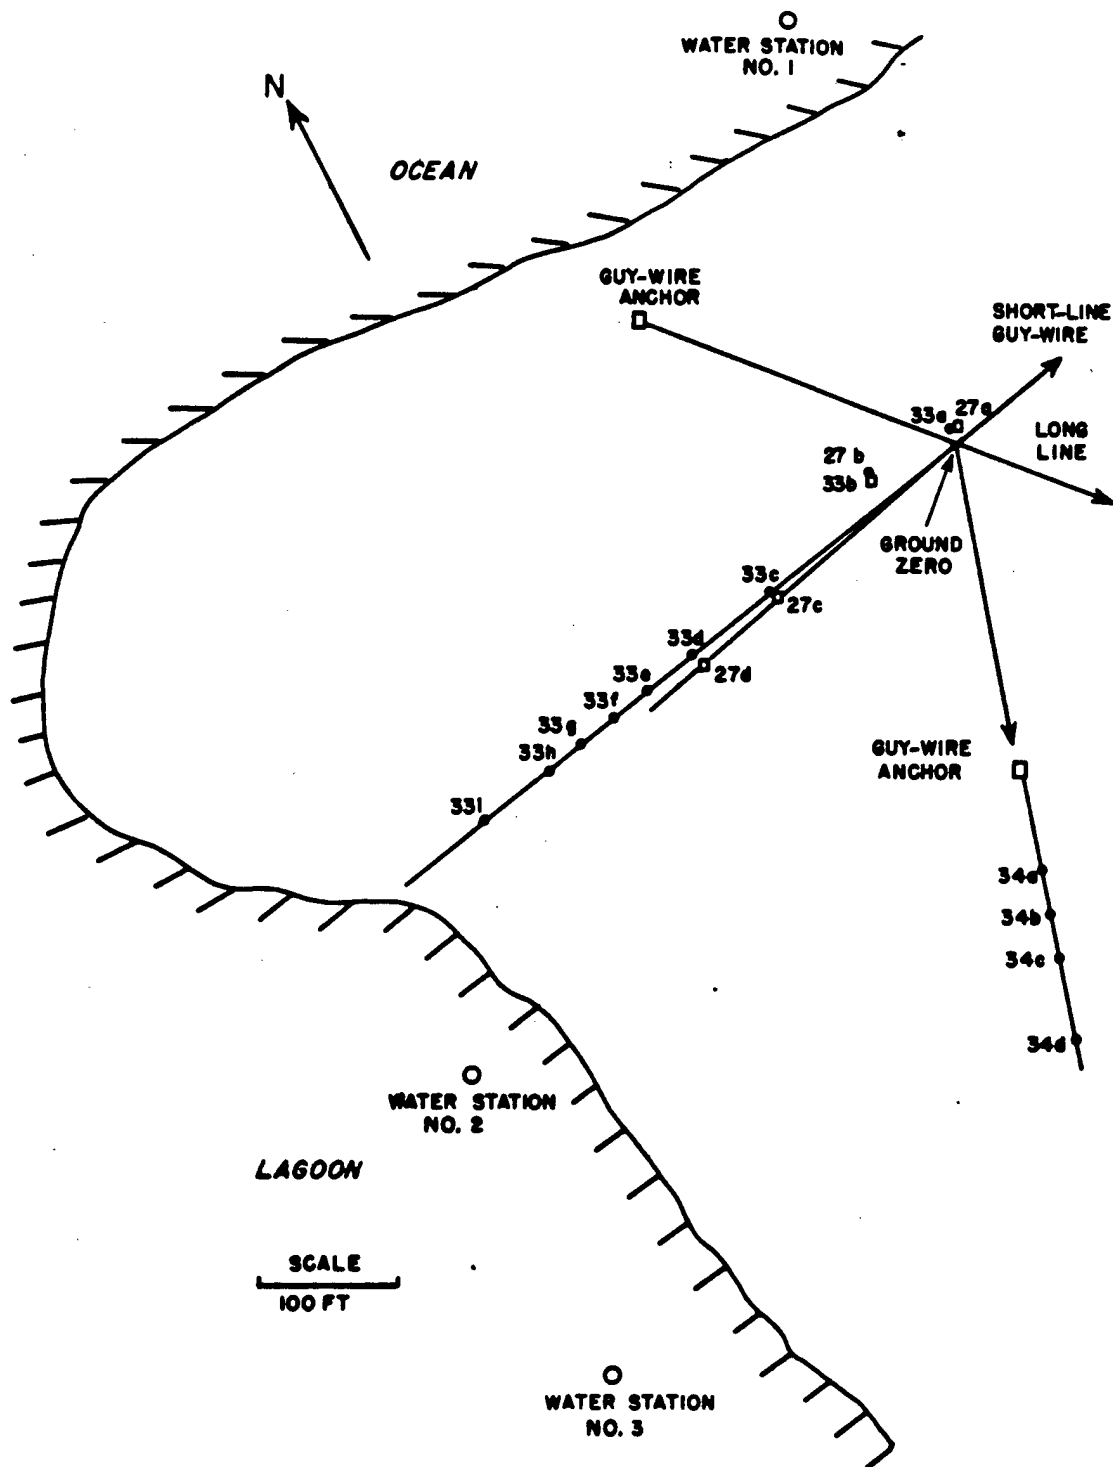 WATER STATION
NO. 1
N
OCEAN
GUY-WIRE
ANCHOR
SHORT-LINE
GUY-WIRE
33a
27a
LONG
LINE
27 b
33b
GROUND
ZERO
33c
27c
33d
27d
33e
33f
33g
33h
33i
GUY-WIRE
ANCHOR
34a
34b
34c
34d
WATER STATION
NO. 2
LAGOON
SCALE
100 FT
WATER STATION
NO. 3